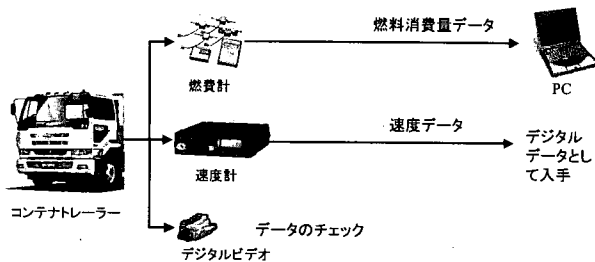 燃料消費量データ
燃費計
PC
速度データ
速度計
デジタル
データとし
て入手
コンテナトレーラー
データのチェック
デジタルビデオ